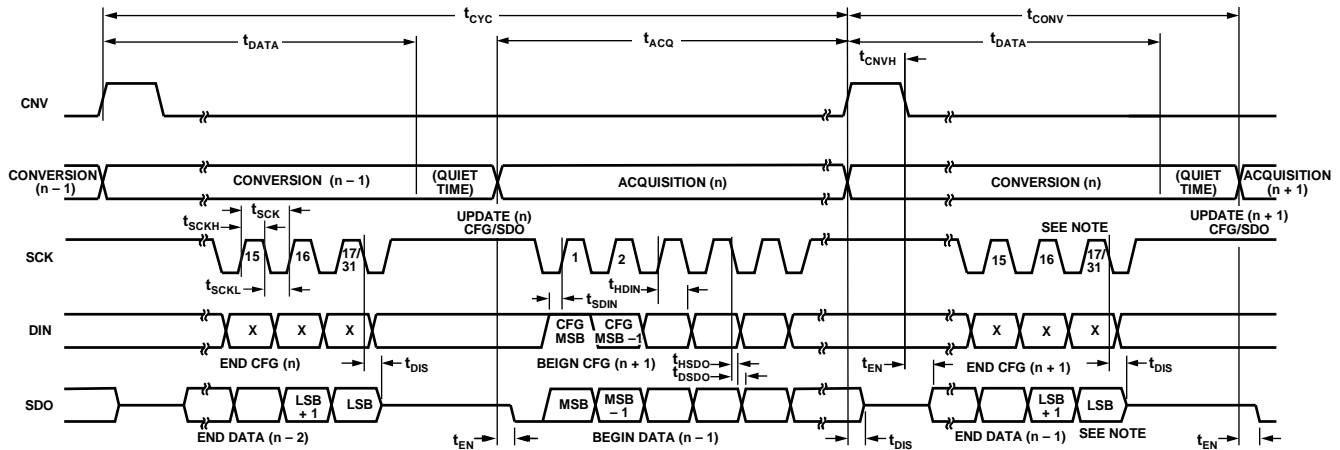 tCYC tCONV
tDATA tACQ tDATA
tCNVH
CNV
CONVERSION (n – 1) CONVERSION (n – 1) (QUIET TIME) ACQUISITION (n) CONVERSION (n) (QUIET TIME) ACQUISITION (n + 1)
tSCK UPDATE (n) CFG/SDO UPDATE (n + 1) CFG/SDO
tSCKH SEE NOTE
SCK 15 16 17/31 1 2 15 16 17/31
tSCKL tHDIN
tSDIN
DIN X X X CFG MSB CFG MSB –1 X X X
END CFG (n) tDIS BEIGN CFG (n + 1) tHSDO tEN END CFG (n + 1) tDIS
tDSDO
SDO LSB + 1 LSB MSB MSB –1 LSB + 1 LSB
END DATA (n – 2) BEGIN DATA (n – 1) END DATA (n – 1) SEE NOTE
tEN tDIS tEN